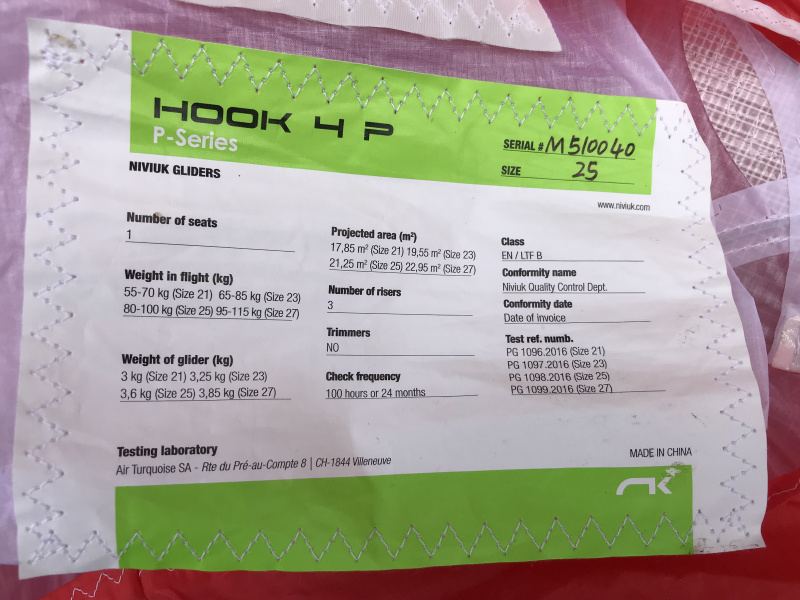 HOOK 4 P
P-Series
SERIAL # M510040
SIZE 25
NIVIUK GLIDERS
www.niviuk.com
Number of seats
1
Weight in flight (kg)
55-70 kg (Size 21) 65-85 kg (Size 23)
80-100 kg (Size 25) 95-115 kg (Size 27)
Weight of glider (kg)
3 kg (Size 21) 3,25 kg (Size 23)
3,6 kg (Size 25) 3,85 kg (Size 27)
Projected area (m²)
17,85 m² (Size 21) 19,55 m² (Size 23)
21,25 m² (Size 25) 22,95 m² (Size 27)
Number of risers
3
Trimmers
NO
Check frequency
100 hours or 24 months
Class
EN / LTF B
Conformity name
Niviuk Quality Control Dept.
Conformity date
Date of invoice
Test ref. numb.
PG 1096.2016 (Size 21)
PG 1097.2016 (Size 23)
PG 1098.2016 (Size 25)
PG 1099.2016 (Size 27)
Testing laboratory
Air Turquoise SA - Rte du Pré-au-Compte 8 | CH-1844 Villeneuve
MADE IN CHINA